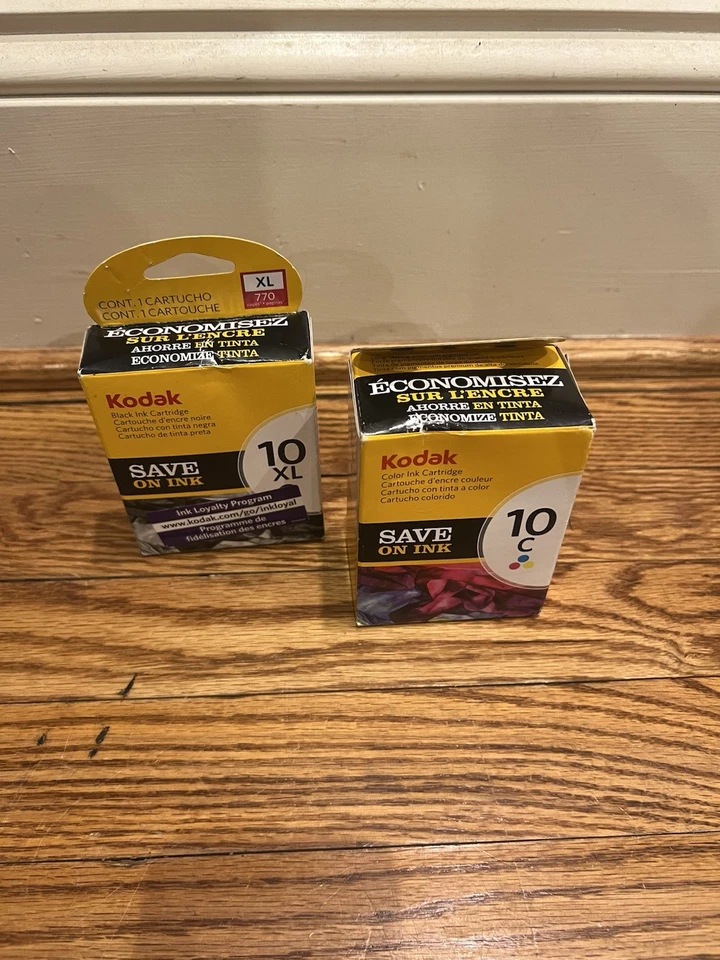 XL
770
CONT. 1 CARTUCHO
CONT. 1 CARTOUCHE
ÉCONOMISEZ
SUR L'ENCRE
AHORRE EN TINTA
ECONOMIZE TINTA
Kodak
Black Ink Cartridge
Cartouche d'encre noire
Cartucho con tinta negra
Cartucho de tinta preta
10
XL
SAVE
ON INK
Ink Loyalty Program
www.kodak.com/go/inkloyal
Programme de
fidélisation des encres
ÉCONOMISEZ
SUR L'ENCRE
AHORRE EN TINTA
ECONOMIZE TINTA
Kodak
Color Ink Cartridge
Cartouche d'encre couleur
Cartucho con tinta a color
Cartucho colorido
10
C
SAVE
ON INK